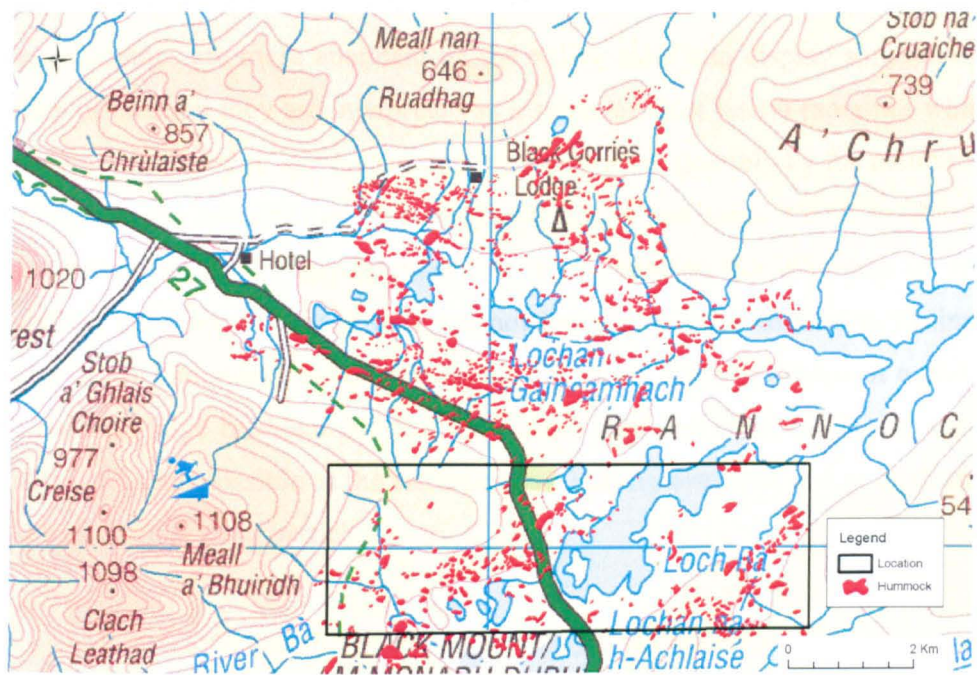 Stob na
Cruaiche
739
Meall nan
646
Ruadhag
Beinn a'
857
Chrùlaiste
A' Chru
Black Corries
Lodge
Hotel
1020
27
rest
Stob
a' Ghlais
Choire
977
Creise
1100
1098
Clach
Leathad
1108
Meall
a' Bhuiridh
Lochan
Gaineamhach
R A N N O C
54
Loch Bà
Legend
Location
Hummock
River Bà
BLACK MOUNT/
Lochan na
h-Achlaise
0 2 Km
la